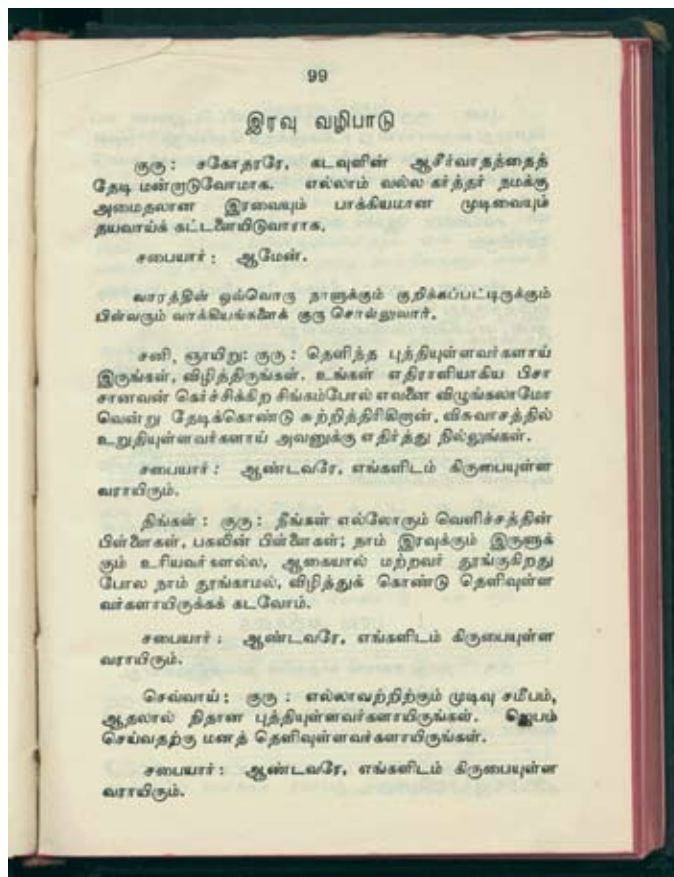 99
இரவு வழிபாடு
குரு : சகோதரரே, கடவுளின் ஆசீர்வாதத்தைத்
தேடி மன்றாடுவோமாக. எல்லாம் வல்ல கர்த்தர் நமக்கு
அமைதலான இரவையும் பாக்கியமான முடிவையும்
தயவாய்க் கட்டளையிடுவாராக.
சபையார் : ஆமேன்.
வாரத்தின் ஒவ்வொரு நாளுக்கும் குறிக்கப்பட்டிருக்கும்
பின்வரும் வாக்கியங்களைக் குரு சொல்லுவார்.
சனி, ஞாயிறு: குரு : தெளிந்த புத்தியுள்ளவர்களாய்
இருங்கள், விழித்திருங்கள். உங்கள் எதிராளியாகிய பிசா
சானவன் கெர்ச்சிக்கிற சிங்கம்போல் எவனை விழுங்கலாமோ
வென்று தேடிக்கொண்டு சுற்றித்திரிகிறான். விசுவாசத்தில்
உறுதியுள்ளவர்களாய் அவனுக்கு எதிர்த்து நில்லுங்கள்.
சபையார் : ஆண்டவரே, எங்களிடம் கிருபையுள்ள
வராயிரும்.
திங்கள் : குரு : நீங்கள் எல்லோரும் வெளிச்சத்தின்
பிள்ளைகள், பகலின் பிள்ளைகள்; நாம் இரவுக்கும் இருளுக்
கும் உரியவர்களல்ல, ஆகையால் மற்றவர் தூங்குகிறது
போல நாம் தூங்காமல், விழித்துக் கொண்டு தெளிவுள்ள
வர்களாயிருக்கக் கடவோம்.
சபையார் : ஆண்டவரே, எங்களிடம் கிருபையுள்ள
வராயிரும்.
செவ்வாய் : குரு : எல்லாவற்றிற்கும் முடிவு சமீபம்,
ஆதலால் நிதான புத்தியுள்ளவர்களாயிருங்கள். ஜெபம்
செய்வதற்கு மனத் தெளிவுள்ளவர்களாயிருங்கள்.
சபையார் : ஆண்டவரே, எங்களிடம் கிருபையுள்ள
வராயிரும்.